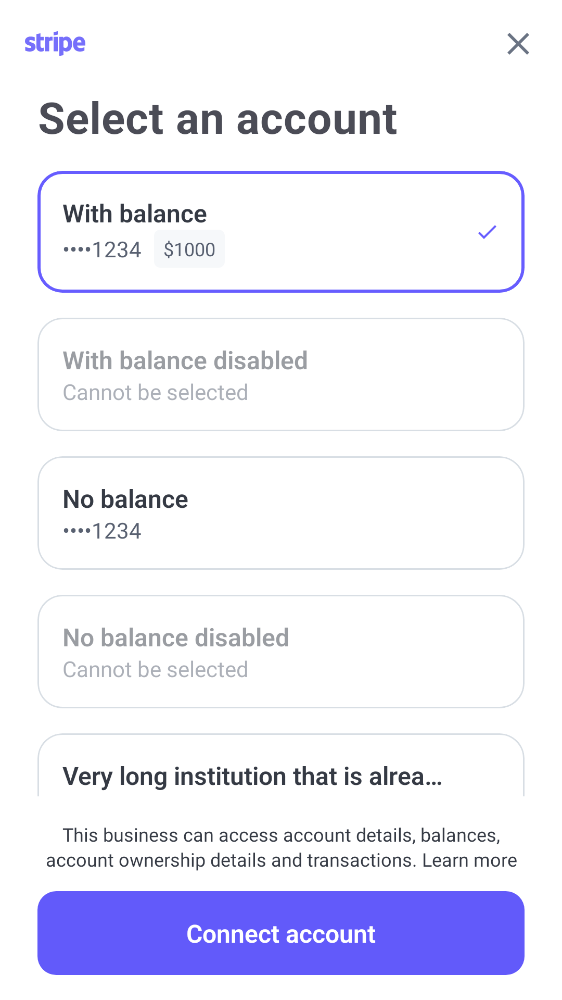 stripe
Select an account
With balance
••••1234 $1000
With balance disabled
Cannot be selected
No balance
••••1234
No balance disabled
Cannot be selected
Very long institution that is alrea…
This business can access account details, balances,
account ownership details and transactions. Learn more
Connect account